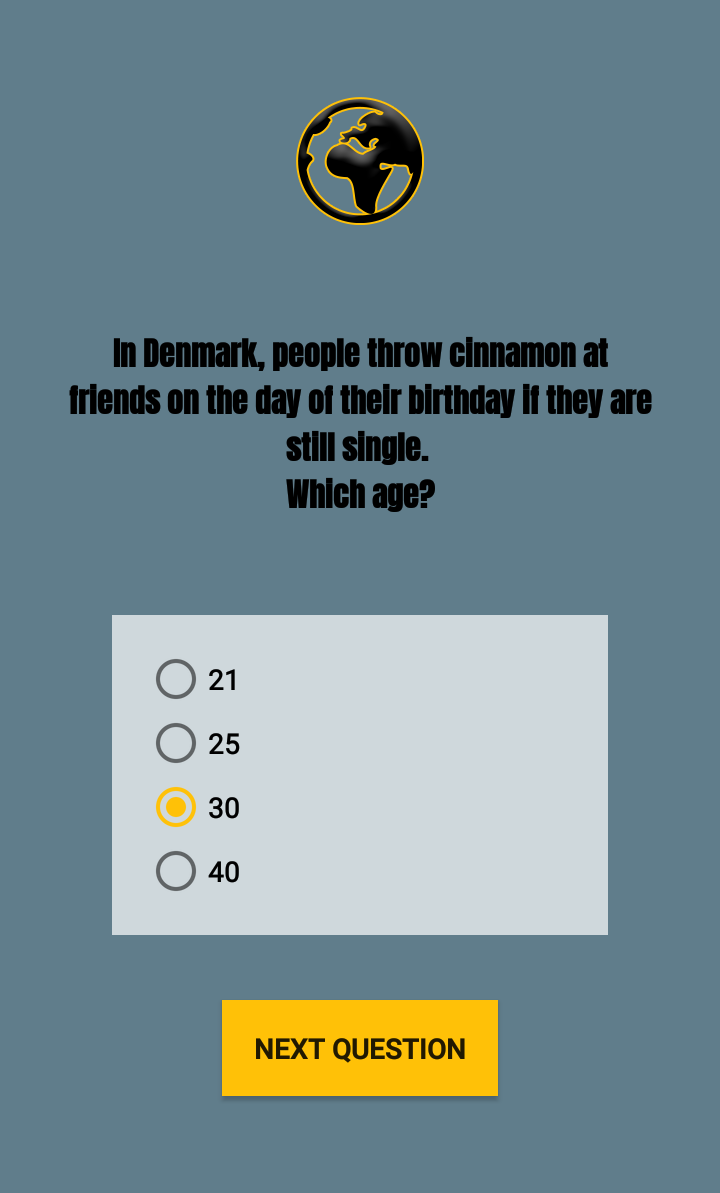 In Denmark, people throw cinnamon at
friends on the day of their birthday if they are
still single.
Which age?
21
25
30
40
NEXT QUESTION